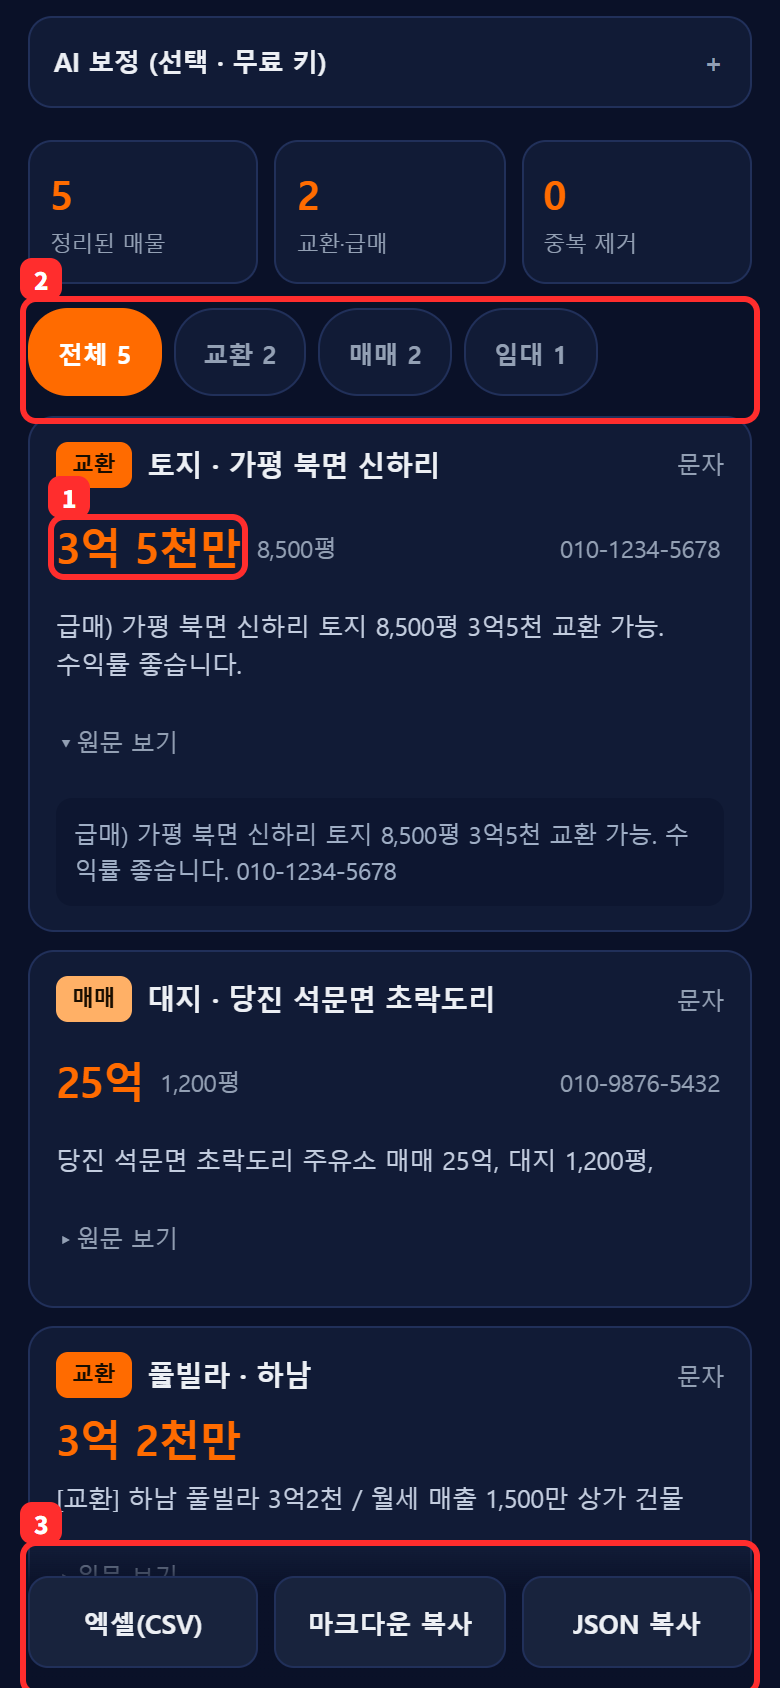 AI 보정 (선택 · 무료 키) +
5 2 0
정리된 매물 교환·급매 중복 제거
2
전체 5 교환 2 매매 2 임대 1
교환 토지 · 가평 북면 신하리 문자
1
3억 5천만 8,500평 010-1234-5678
급매) 가평 북면 신하리 토지 8,500평 3억5천 교환 가능.
수익률 좋습니다.
▾ 원문 보기
급매) 가평 북면 신하리 토지 8,500평 3억5천 교환 가능. 수
익률 좋습니다. 010-1234-5678
매매 대지 · 당진 석문면 초락도리 문자
25억 1,200평 010-9876-5432
당진 석문면 초락도리 주유소 매매 25억, 대지 1,200평,
▸ 원문 보기
교환 풀빌라 · 하남 문자
3억 2천만
[교환] 하남 풀빌라 3억2천 / 월세 매출 1,500만 상가 건물
3
▸ 원문 보기
엑셀(CSV) 마크다운 복사 JSON 복사